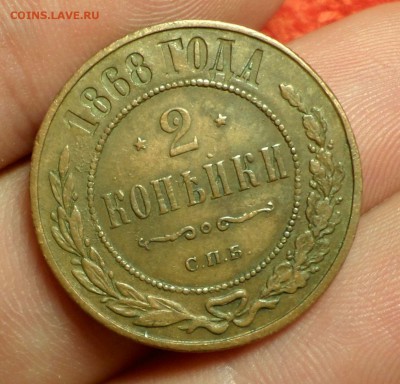 COINS.LAVE.RU
1868 ГОДА
2
КОПѢЙКИ
С.П.Б.